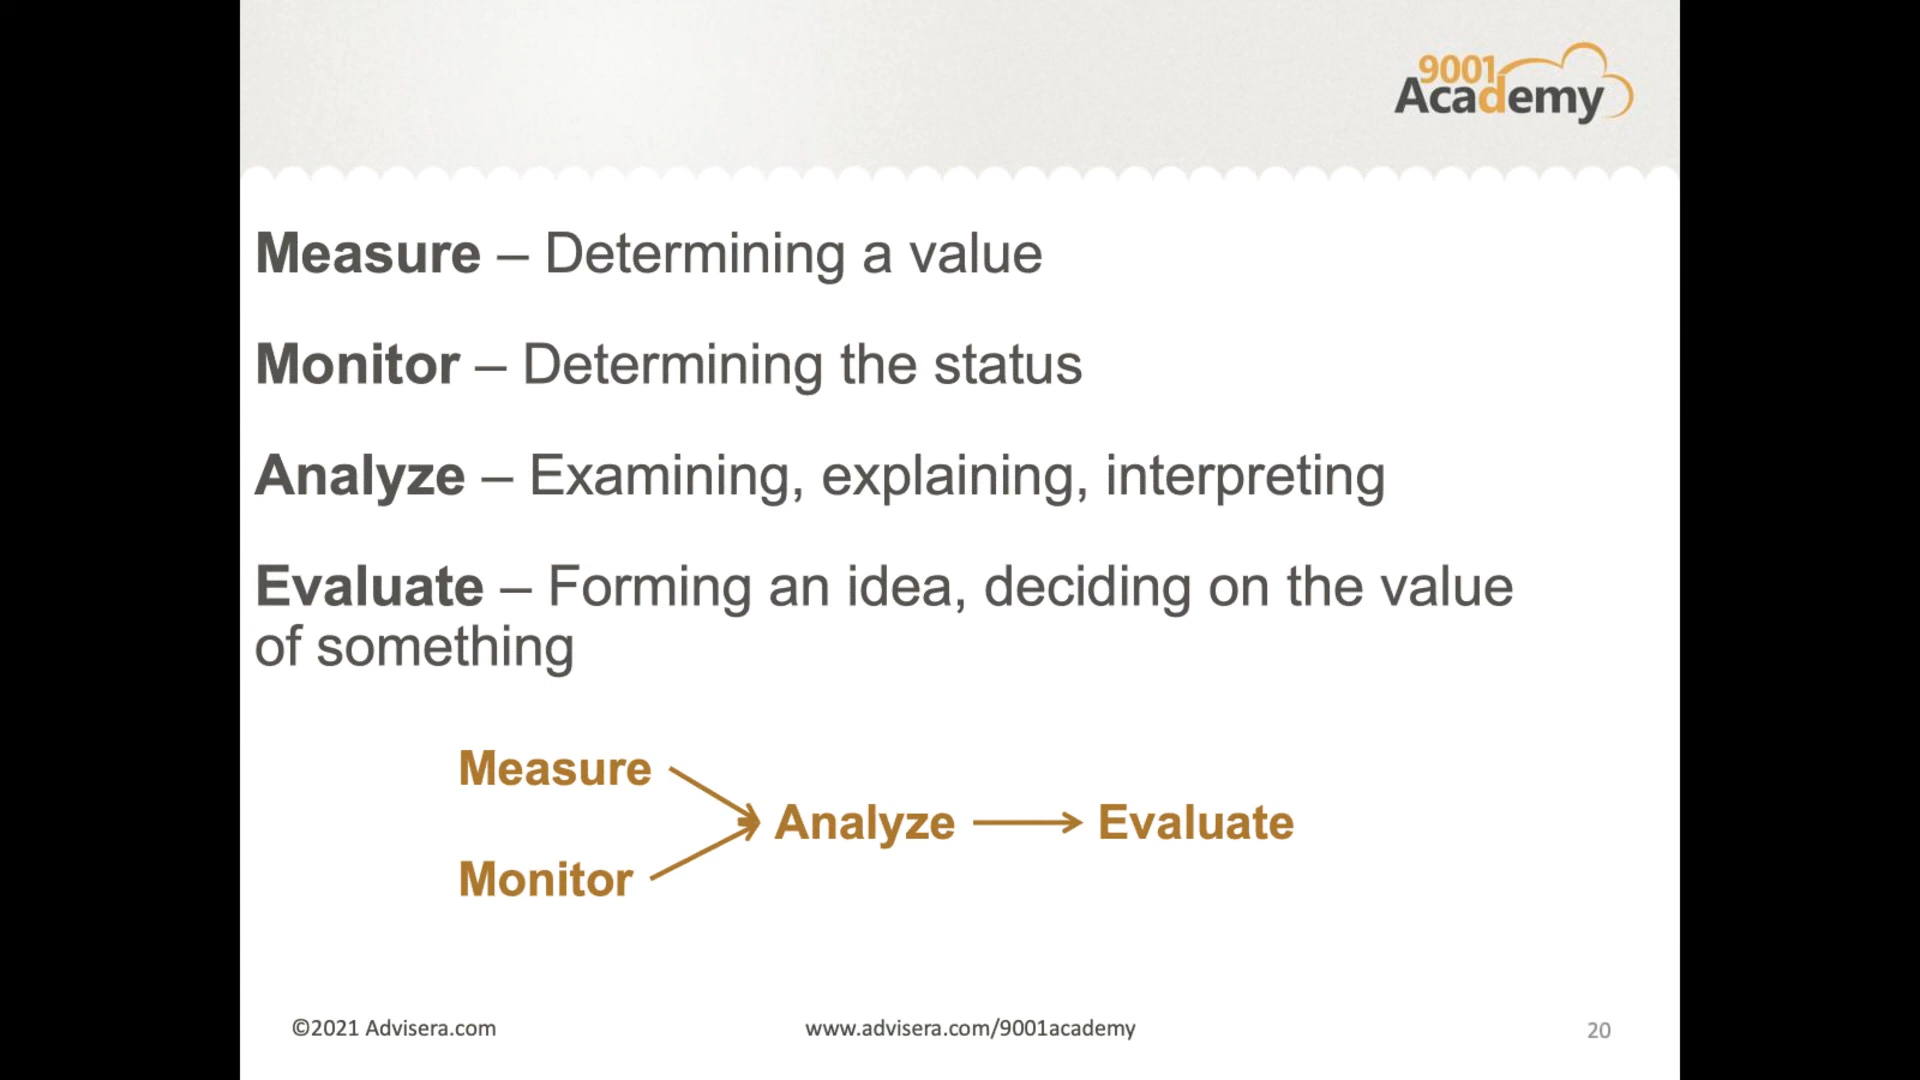 9001
Academy
Measure – Determining a value
Monitor – Determining the status
Analyze – Examining, explaining, interpreting
Evaluate – Forming an idea, deciding on the value
of something
Measure
Analyze
Evaluate
Monitor
©2021 Advisera.com
www.advisera.com/9001academy
20